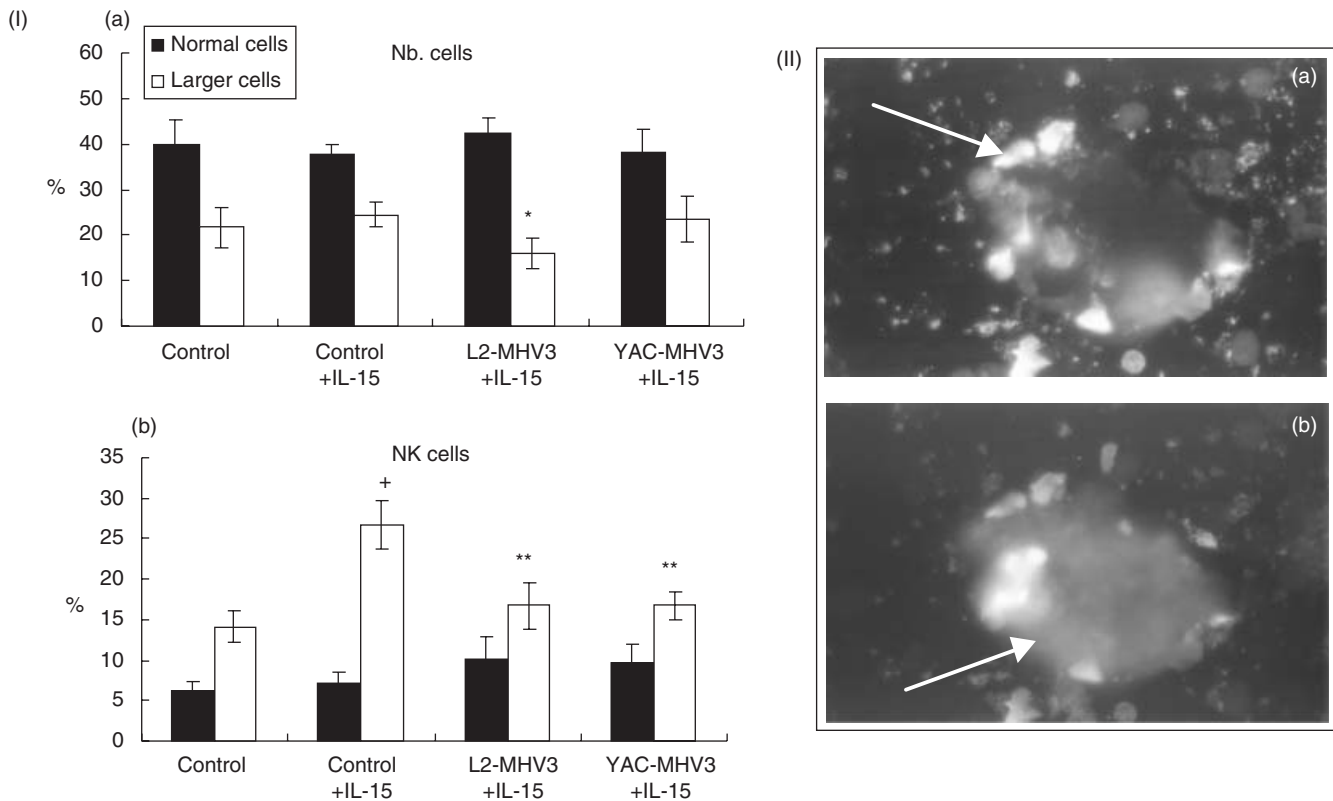 (I)
(a)
Normal cells
Larger cells
Nb. cells
60
50
40
30
20
10
0
%
*
Control
Control
+IL-15
L2-MHV3
+IL-15
YAC-MHV3
+IL-15
(b)
NK cells
35
30
25
20
15
10
5
0
%
+
**
**
Control
Control
+IL-15
L2-MHV3
+IL-15
YAC-MHV3
+IL-15
(II)
(a)
(b)